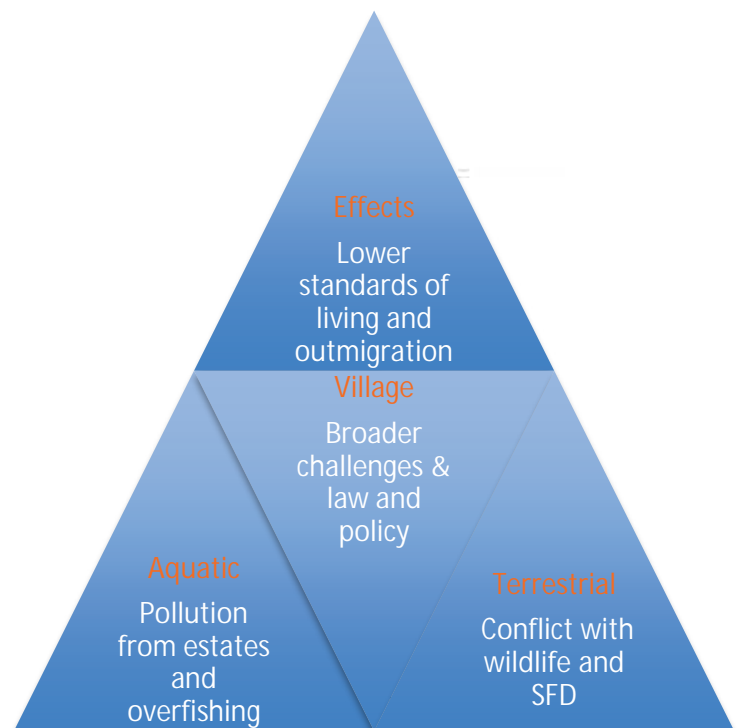 Effects
Lower
standards of
living and
outmigration
Village
Broader
challenges &
law and
policy
Aquatic
Pollution
from estates
and
overfishing
Terrestrial
Conflict with
wildlife and
SFD